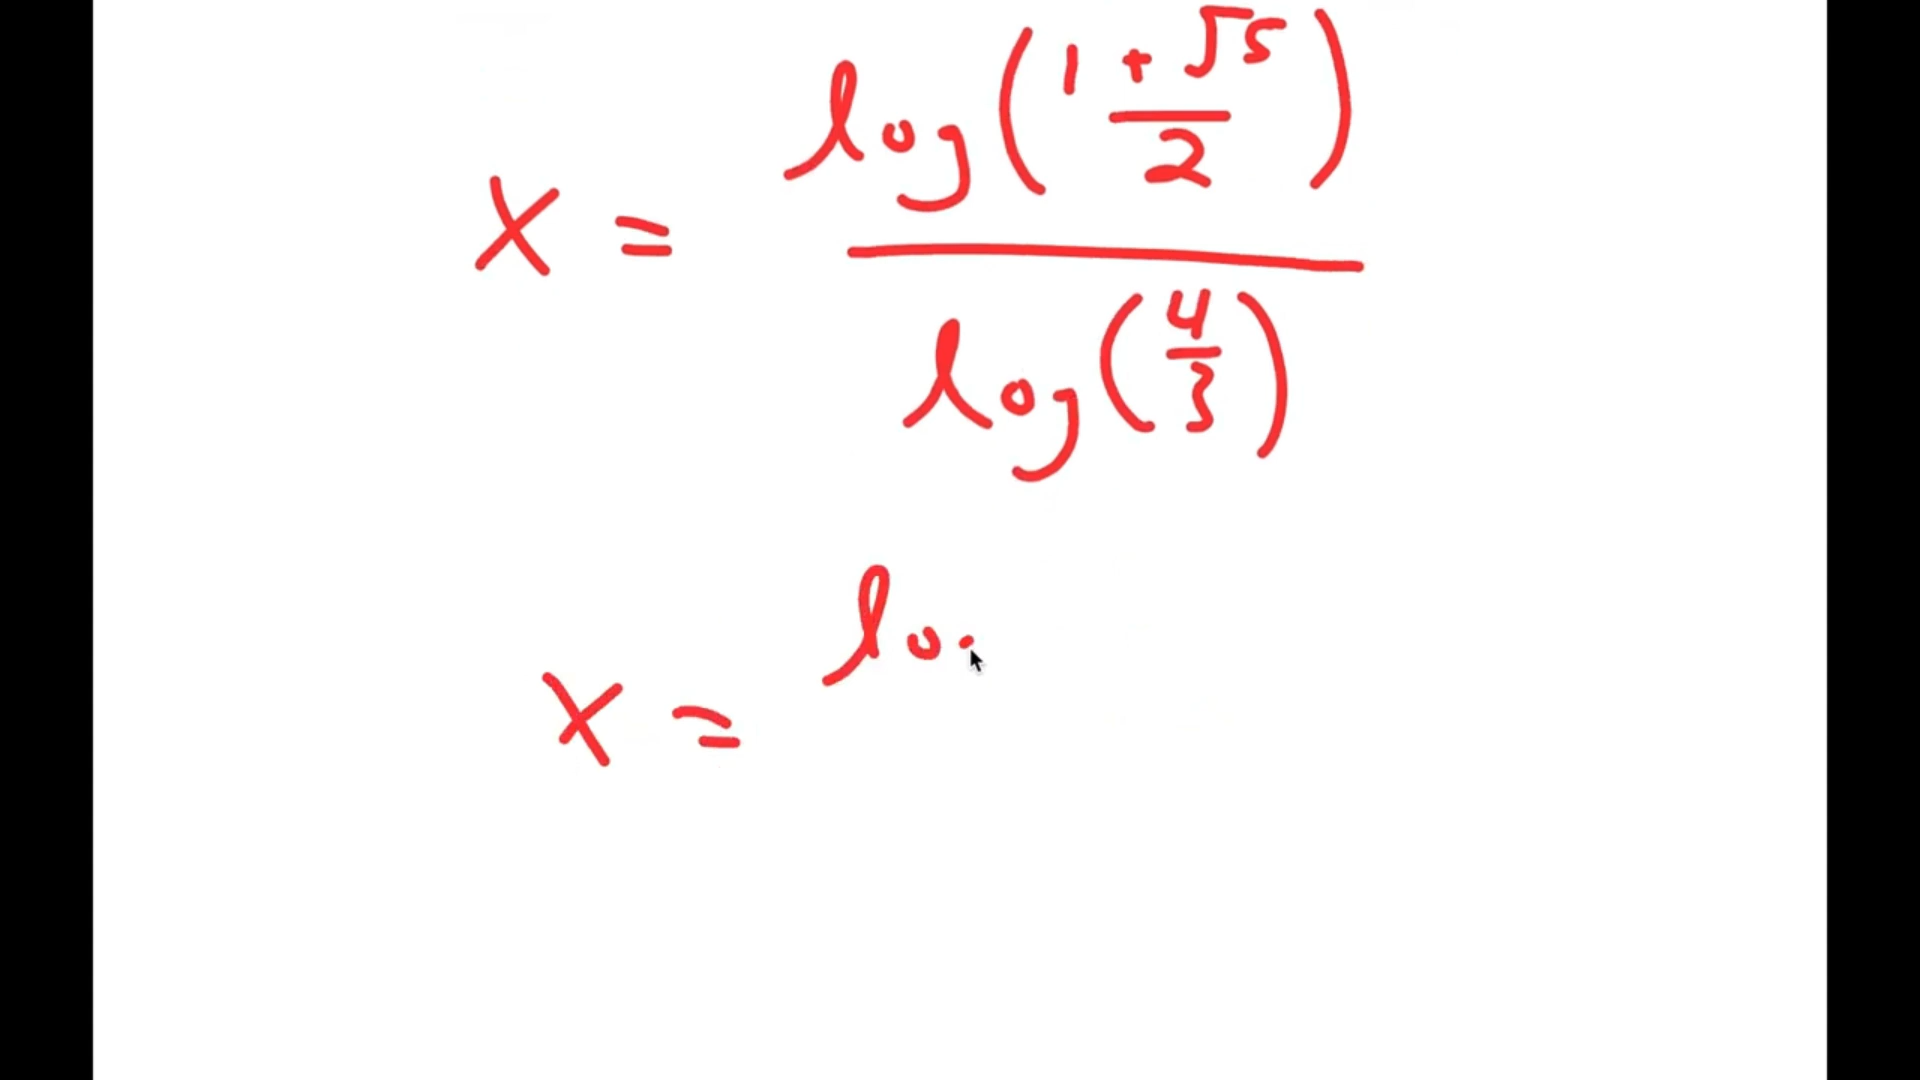 x = log((1 + √5)/2) / log(4/3)
x = lo